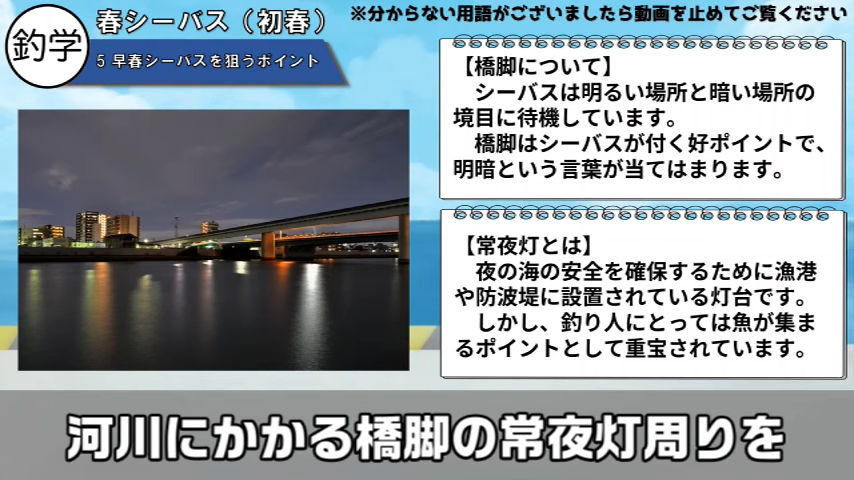 ※分からない用語がございましたら動画を止めてご覧ください
釣学
春シーバス（初春）
5 早春シーバスを狙うポイント
【橋脚について】
シーバスは明るい場所と暗い場所の
境目に待機しています。
橋脚はシーバスが付く好ポイントで、
明暗という言葉が当てはまります。
【常夜灯とは】
夜の海の安全を確保するために漁港
や防波堤に設置されている灯台です。
しかし、釣り人にとっては魚が集ま
るポイントとして重宝されています。
河川にかかる橋脚の常夜灯周りを